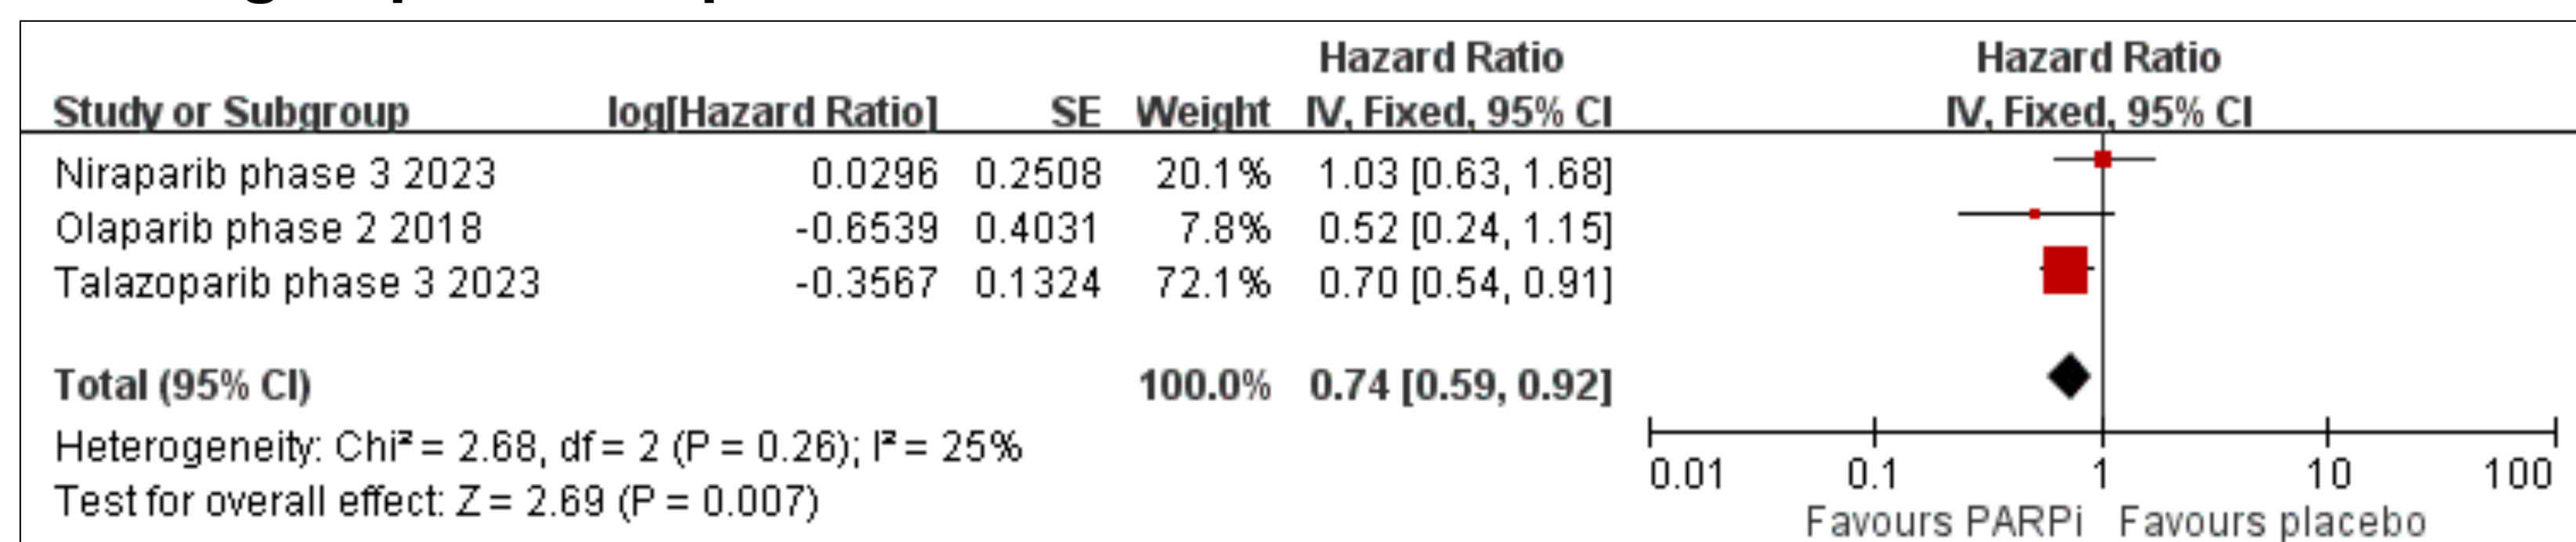 Hazard Ratio Hazard Ratio
Study or Subgroup log[Hazard Ratio] SE Weight IV, Fixed, 95% CI IV, Fixed, 95% CI
Niraparib phase 3 2023 0.0296 0.2508 20.1% 1.03 [0.63, 1.68]
Olaparib phase 2 2018 -0.6539 0.4031 7.8% 0.52 [0.24, 1.15]
Talazoparib phase 3 2023 -0.3567 0.1324 72.1% 0.70 [0.54, 0.91]
Total (95% CI) 100.0% 0.74 [0.59, 0.92]
Heterogeneity: Chi² = 2.68, df = 2 (P = 0.26); I² = 25%
Test for overall effect: Z = 2.69 (P = 0.007)
0.01 0.1 1 10 100
Favours PARPi Favours placebo